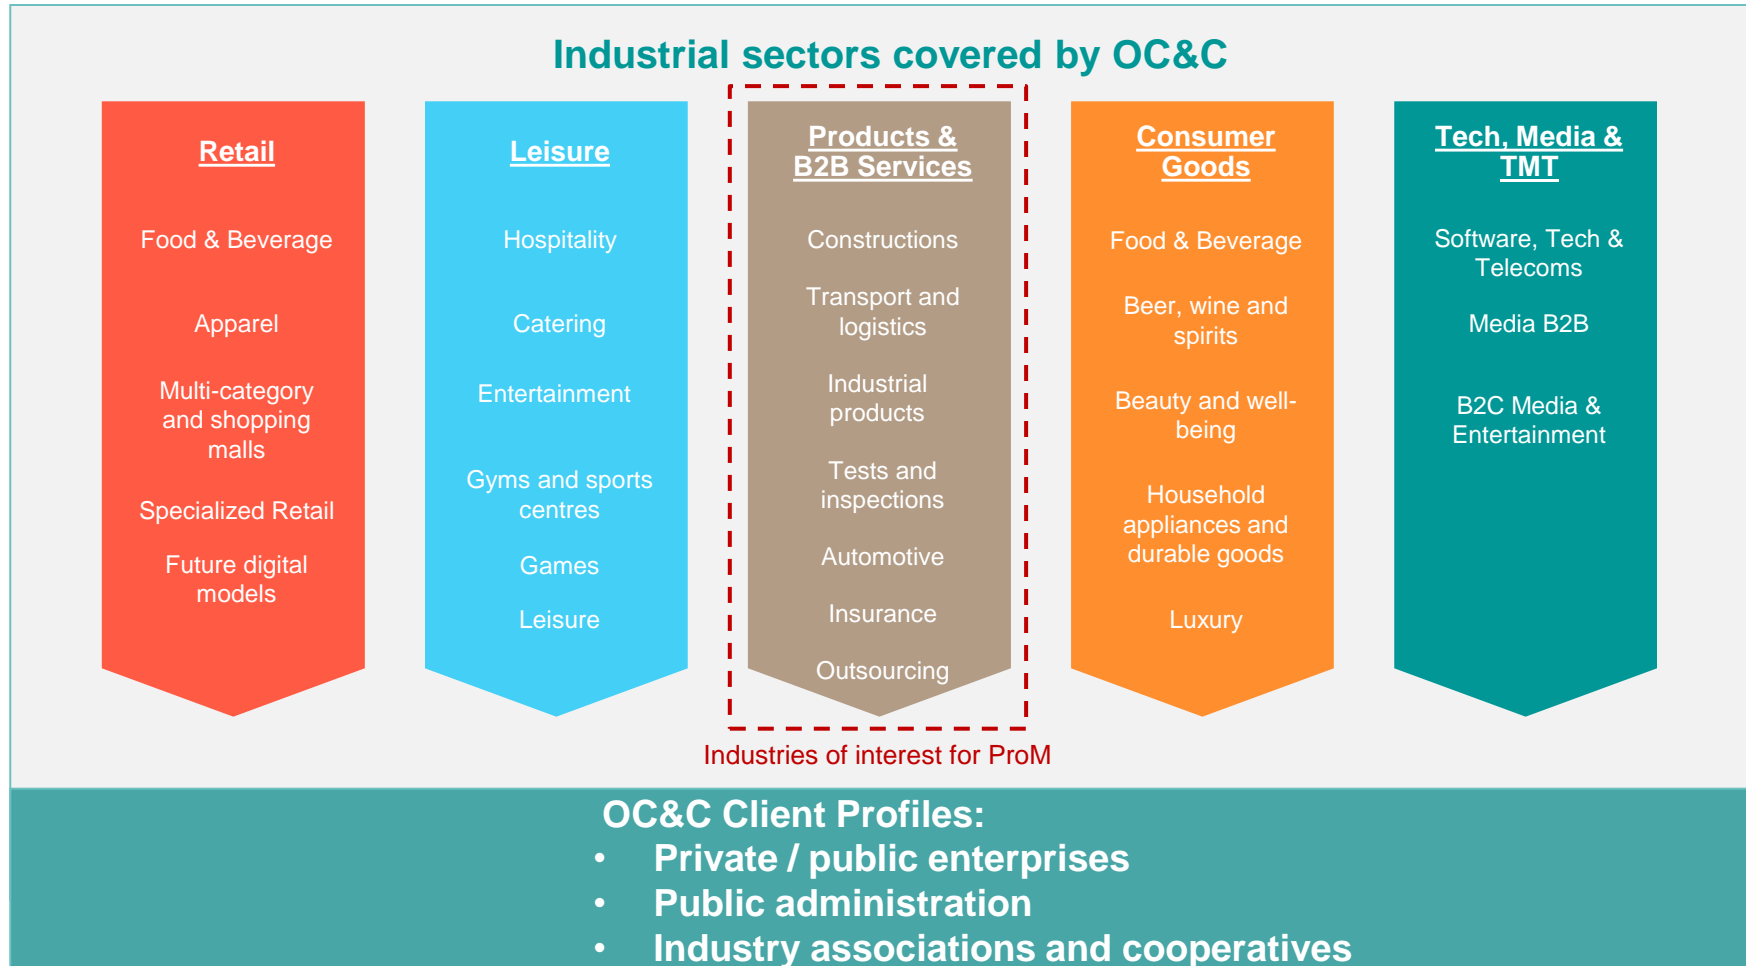 Industrial sectors covered by OC&C
Retail
Food & Beverage
Apparel
Multi-category
and shopping
malls
Specialized Retail
Future digital
models
Leisure
Hospitality
Catering
Entertainment
Gyms and sports
centres
Games
Leisure
Products &
B2B Services
Constructions
Transport and
logistics
Industrial
products
Tests and
inspections
Automotive
Insurance
Outsourcing
Consumer
Goods
Food & Beverage
Beer, wine and
spirits
Beauty and well-
being
Household
appliances and
durable goods
Luxury
Tech, Media &
TMT
Software, Tech &
Telecoms
Media B2B
B2C Media &
Entertainment
Industries of interest for ProM
OC&C Client Profiles:
• Private / public enterprises
• Public administration
• Industry associations and cooperatives